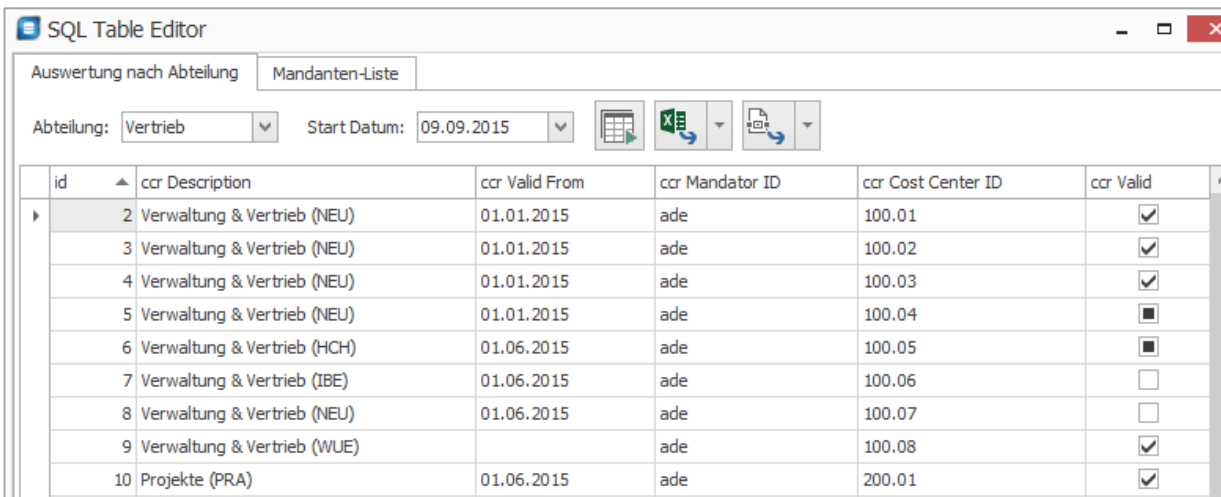 SQL Table Editor
Auswertung nach Abteilung Mandanten-Liste
Abteilung: Vertrieb Start Datum: 09.09.2015
id ccr Description ccr Valid From ccr Mandator ID ccr Cost Center ID ccr Valid
2 Verwaltung & Vertrieb (NEU) 01.01.2015 ade 100.01
3 Verwaltung & Vertrieb (NEU) 01.01.2015 ade 100.02
4 Verwaltung & Vertrieb (NEU) 01.01.2015 ade 100.03
5 Verwaltung & Vertrieb (NEU) 01.01.2015 ade 100.04
6 Verwaltung & Vertrieb (HCH) 01.06.2015 ade 100.05
7 Verwaltung & Vertrieb (IBE) 01.06.2015 ade 100.06
8 Verwaltung & Vertrieb (NEU) 01.06.2015 ade 100.07
9 Verwaltung & Vertrieb (WUE) ade 100.08
10 Projekte (PRA) 01.06.2015 ade 200.01